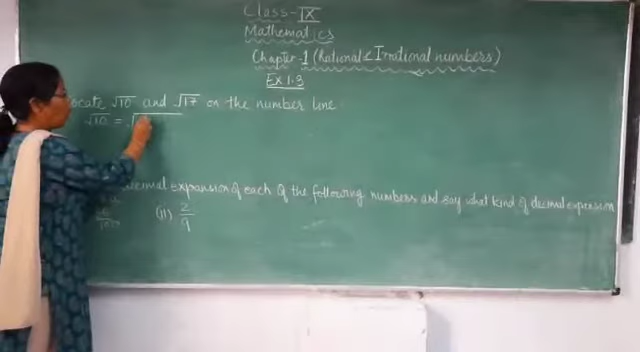 Class-IX
Mathematics
Chapter-1 (Rational & Irrational numbers)
Ex 1.3
ocate √10 and √17 on the number line
√10 = √
ecimal expansion of each of the following numbers and say what kind of decimal expression
(ii) 2/9